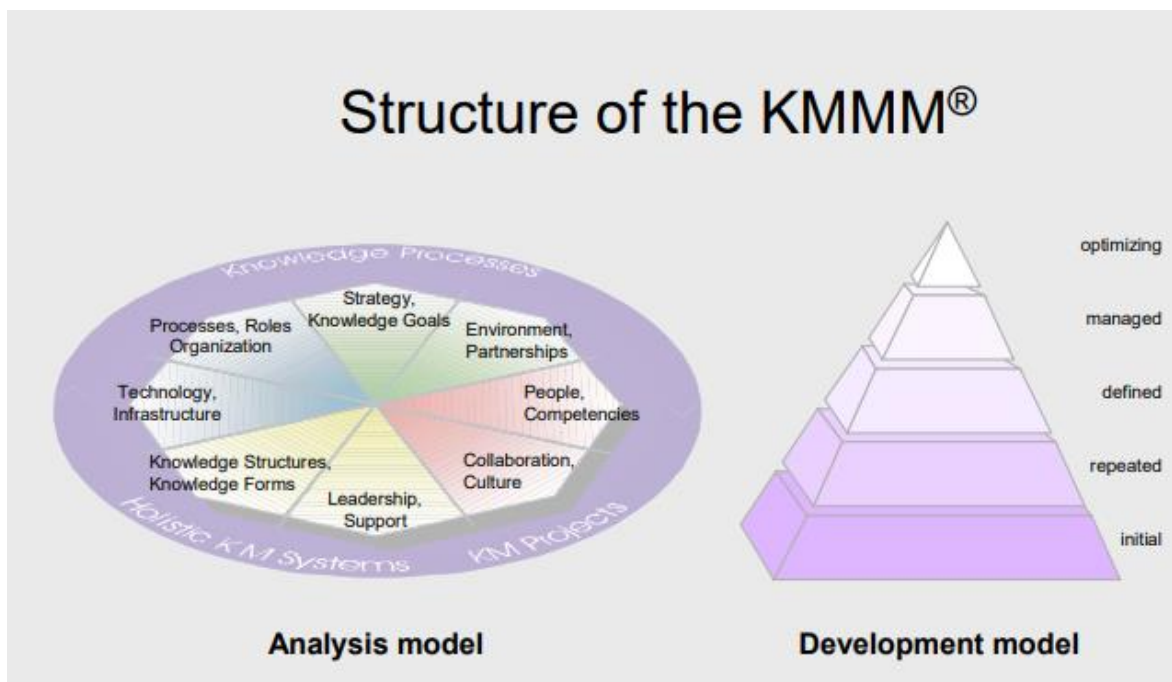 Structure of the KMMM®
Knowledge Processes
Strategy,
Knowledge Goals
Environment,
Partnerships
People,
Competencies
Collaboration,
Culture
Leadership,
Support
Knowledge Structures,
Knowledge Forms
Technology,
Infrastructure
Processes, Roles
Organization
Holistic KM Systems
KM Projects
Analysis model
optimizing
managed
defined
repeated
initial
Development model